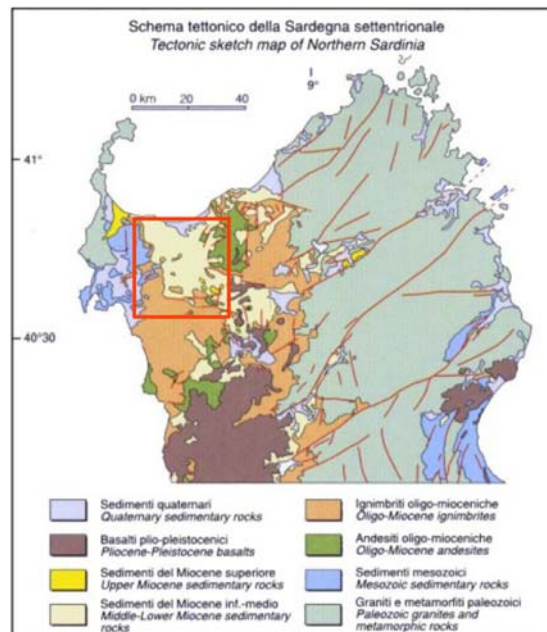 Schema tettonico della Sardegna settentrionale
Tectonic sketch map of Northern Sardinia
9°
0 km 20 40
41°
40°30
Sedimenti quaternari
Quaternary sedimentary rocks
Basalti plio-pleistocenici
Pliocene-Pleistocene basalts
Sedimenti del Miocene superiore
Upper Miocene sedimentary rocks
Sedimenti del Miocene inf.-medio
Middle-Lower Miocene sedimentary
rocks
Ignimbriti oligo-mioceniche
Oligo-Miocene ignimbrites
Andesiti oligo-mioceniche
Oligo-Miocene andesites
Sedimenti mesozoici
Mesozoic sedimentary rocks
Graniti e metamorfiti paleozoici
Paleozoic granites and
metamorphic rocks